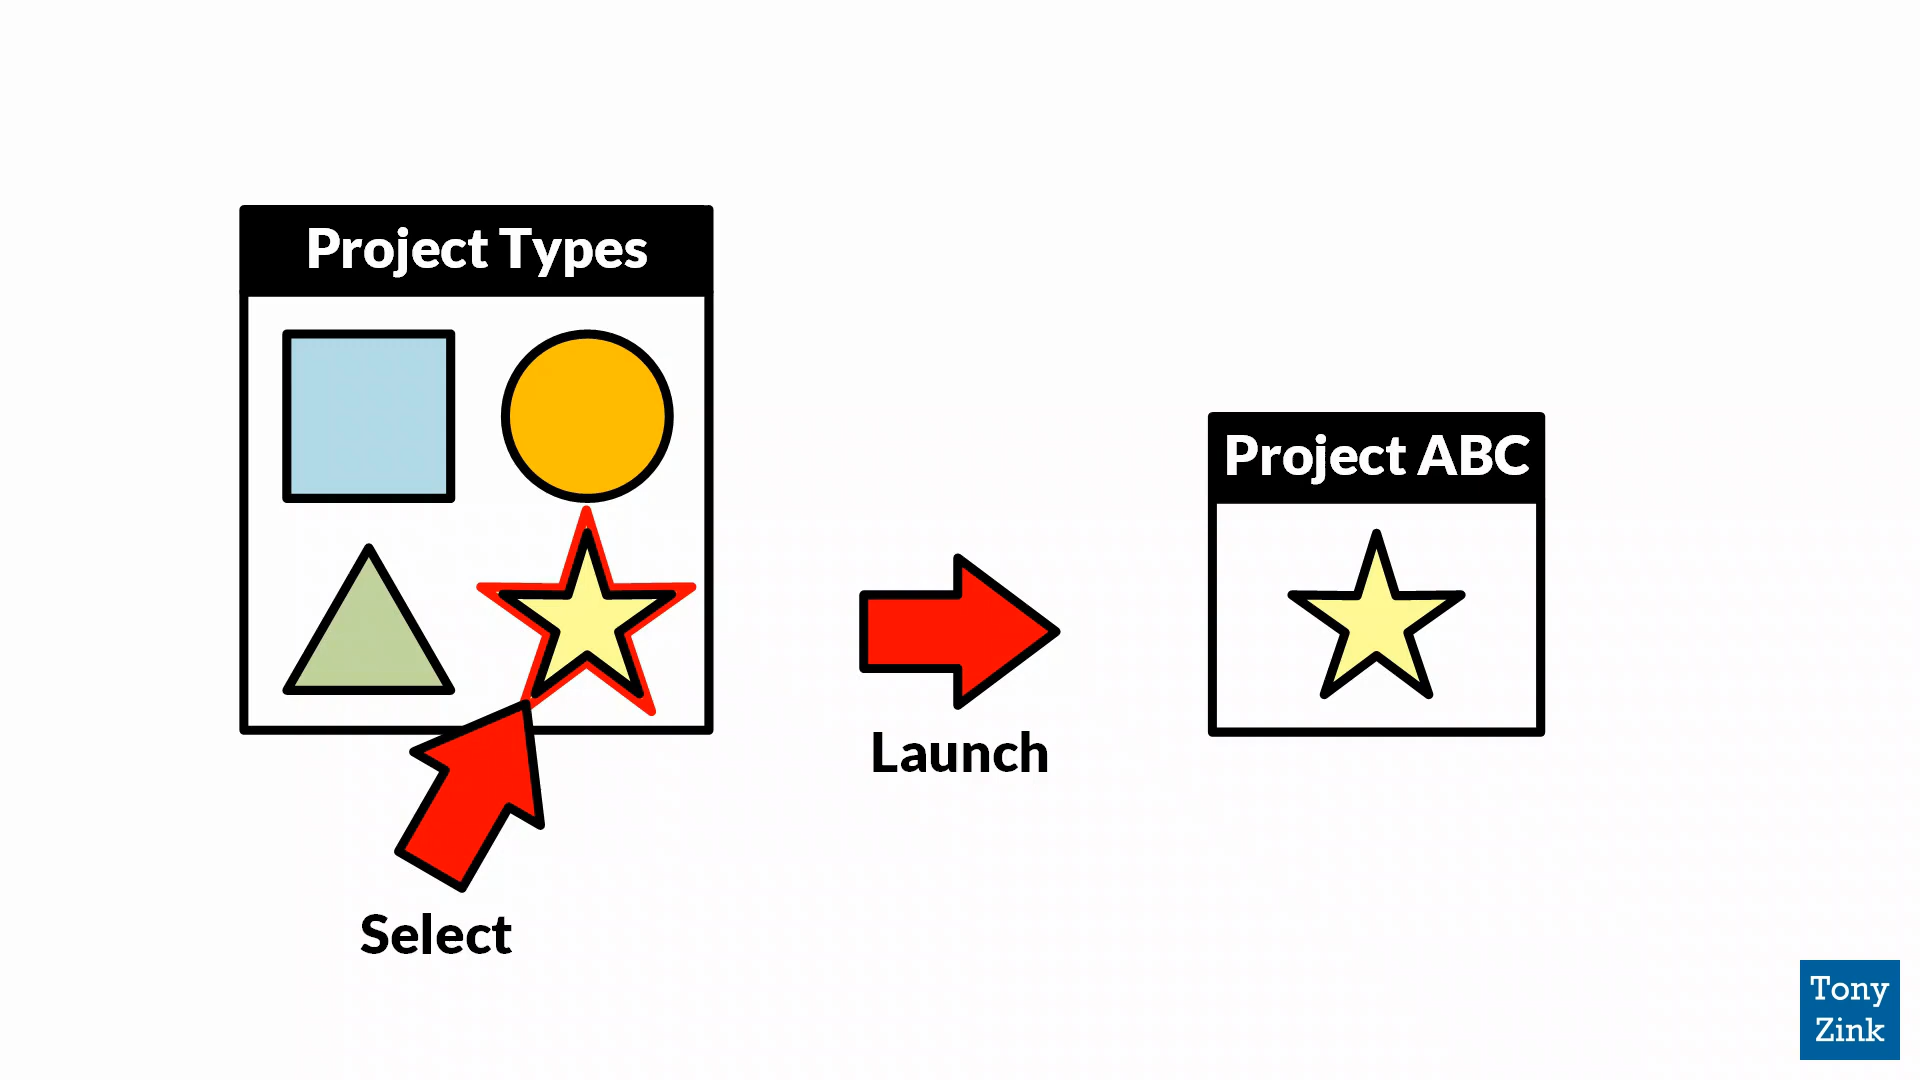 Project Types
Project ABC
Launch
Select
Tony
Zink